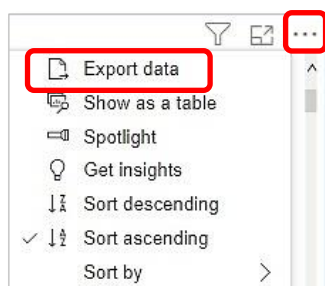 Export data
Show as a table
Spotlight
Get insights
Sort descending
Sort ascending
Sort by